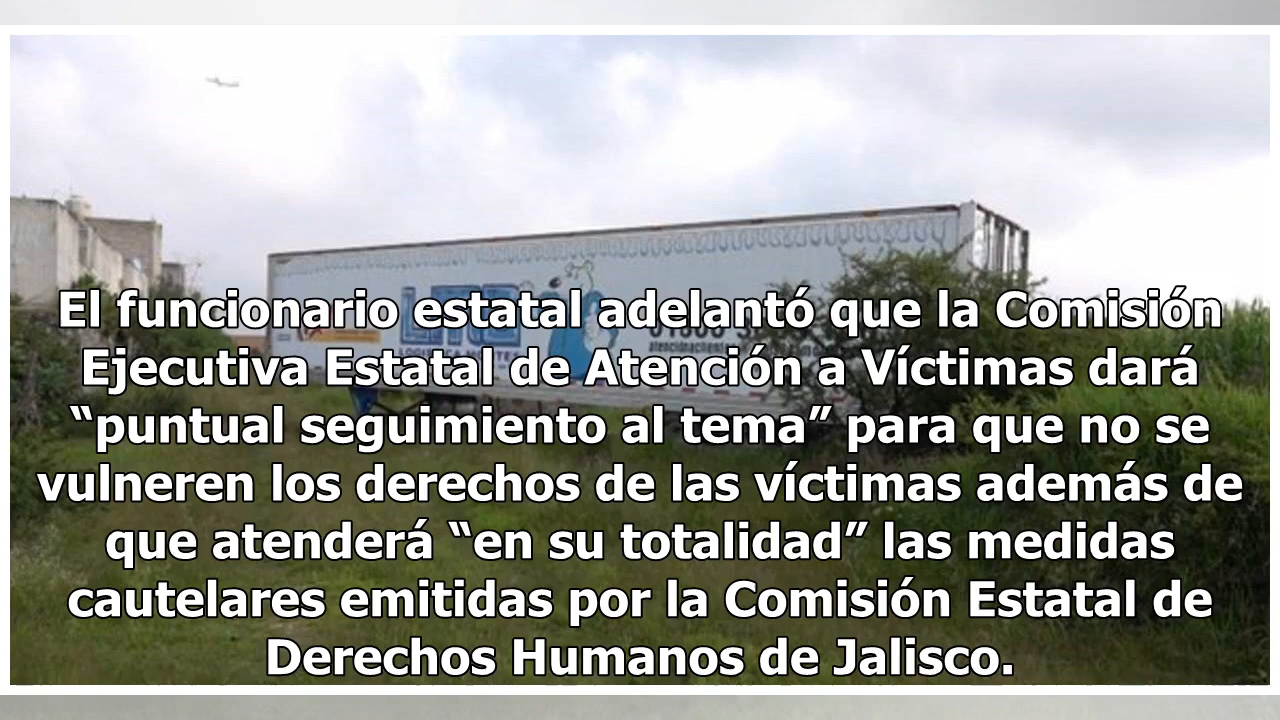 El funcionario estatal adelantó que la Comisión
Ejecutiva Estatal de Atención a Víctimas dará
“puntual seguimiento al tema” para que no se
vulneren los derechos de las víctimas además de
que atenderá “en su totalidad” las medidas
cautelares emitidas por la Comisión Estatal de
Derechos Humanos de Jalisco.